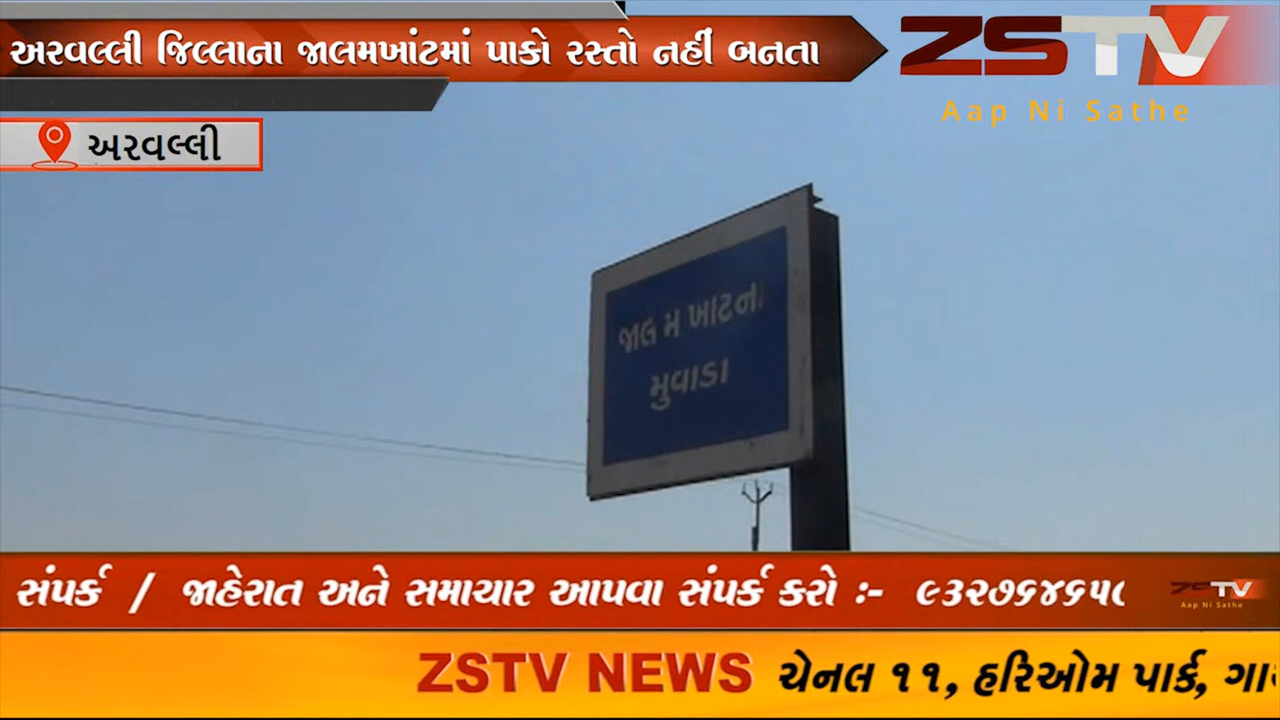 અરવલ્લી જિલ્લાના જાલમખાંટમાં પાકો રસ્તો નહીં બનતા
ZSTV
Aap Ni Sathe
અરવલ્લી
જાલ મ ખાટના
મુવાડા
સંપર્ક / જાહેરાત અને સમાચાર આપવા સંપર્ક કરો :- ૯૩૨૭૬૪૬૫૯
ZSTV
Aap Ni Sathe
ZSTV NEWS ચેનલ ૧૧, હરિઓમ પાર્ક,